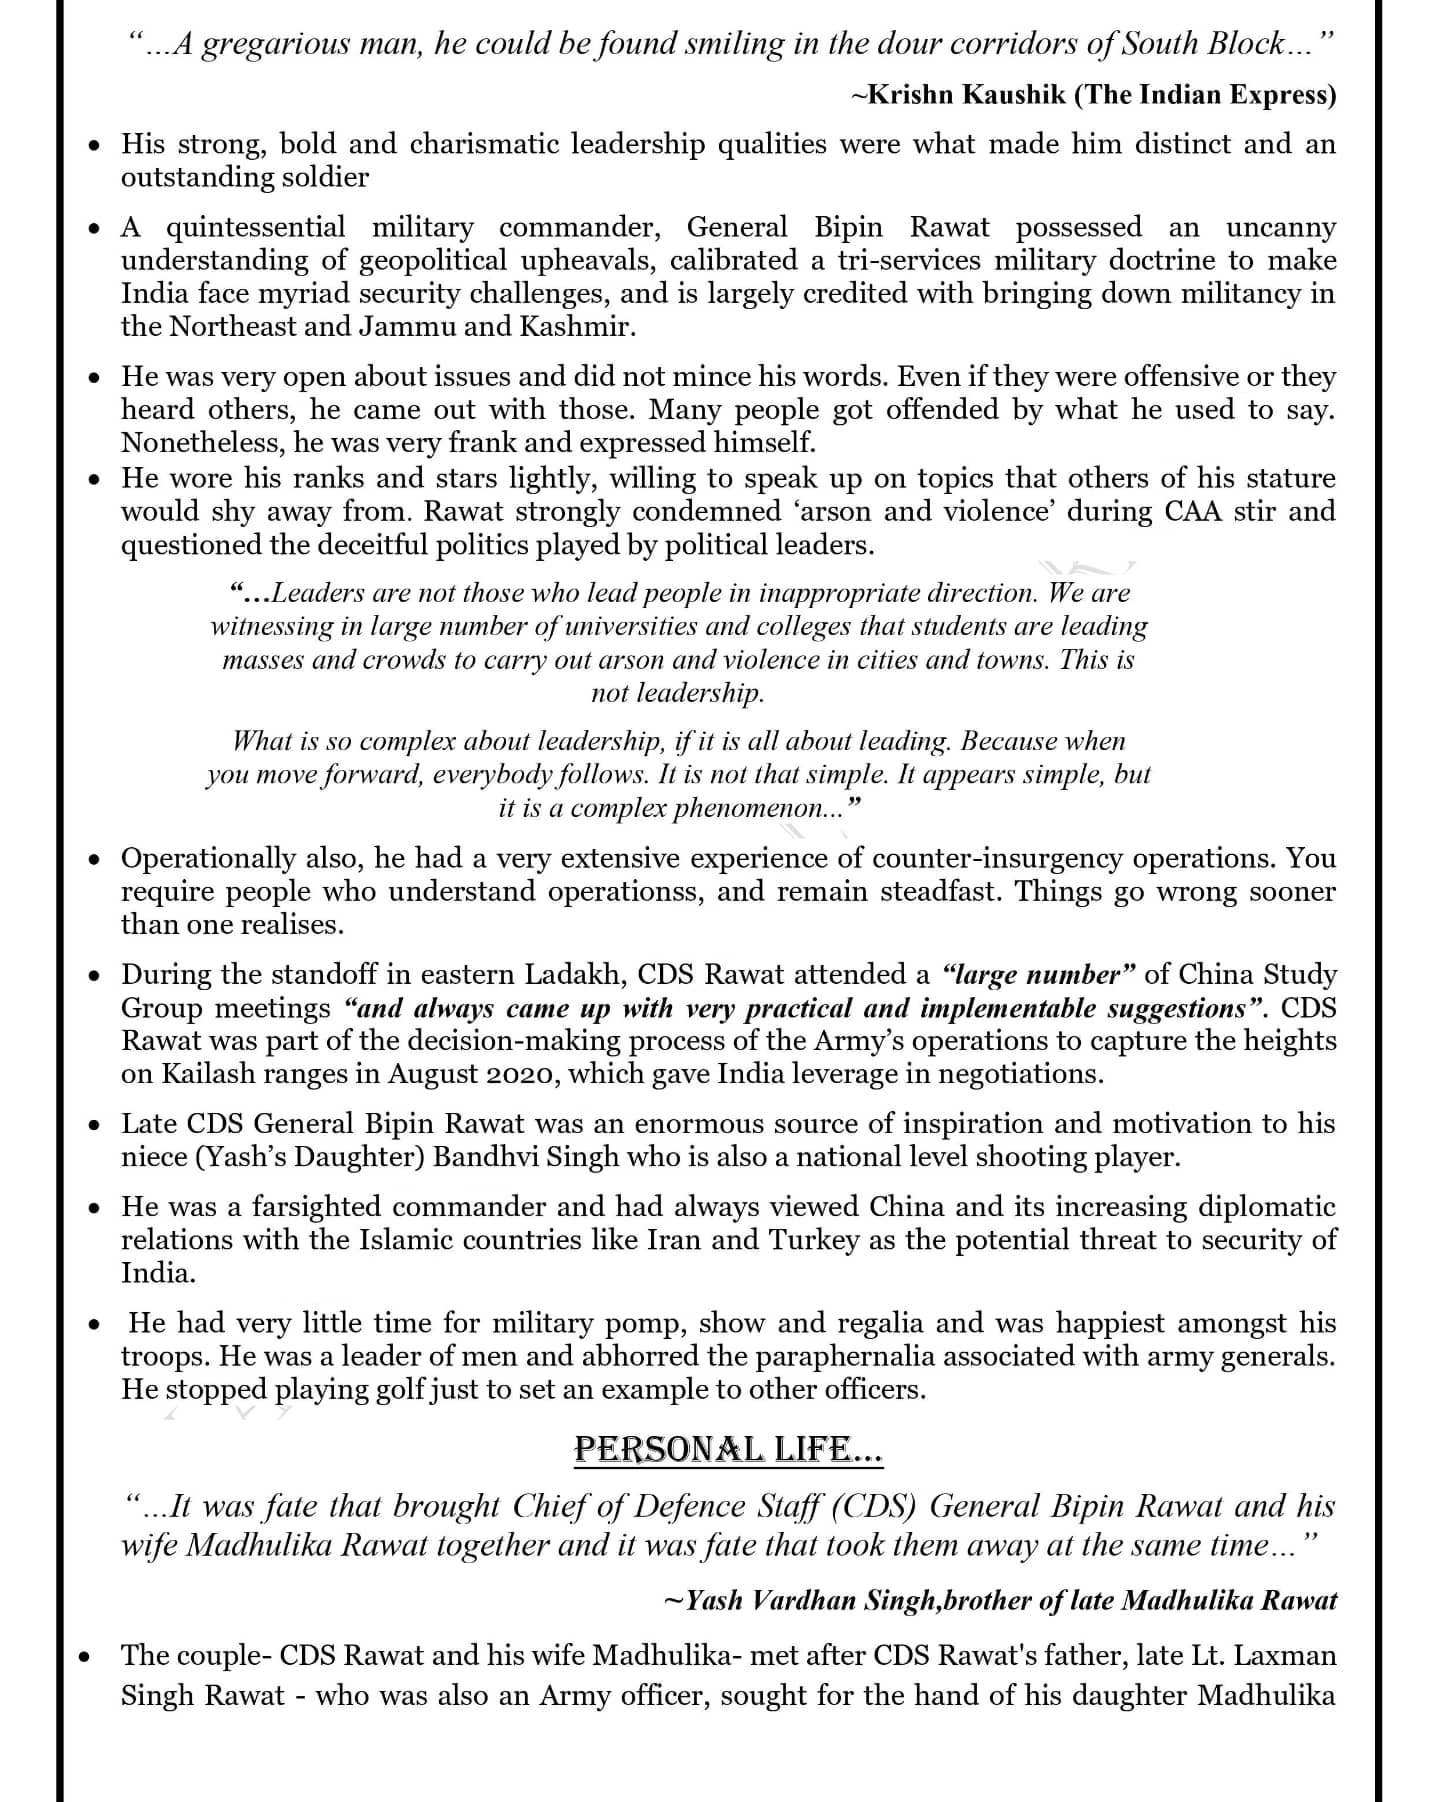 “…A gregarious man, he could be found smiling in the dour corridors of South Block…”
~Krishn Kaushik (The Indian Express)
• His strong, bold and charismatic leadership qualities were what made him distinct and an
outstanding soldier
• A quintessential military commander, General Bipin Rawat possessed an uncanny
understanding of geopolitical upheavals, calibrated a tri-services military doctrine to make
India face myriad security challenges, and is largely credited with bringing down militancy in
the Northeast and Jammu and Kashmir.
• He was very open about issues and did not mince his words. Even if they were offensive or they
heard others, he came out with those. Many people got offended by what he used to say.
Nonetheless, he was very frank and expressed himself.
• He wore his ranks and stars lightly, willing to speak up on topics that others of his stature
would shy away from. Rawat strongly condemned ‘arson and violence’ during CAA stir and
questioned the deceitful politics played by political leaders.
“…Leaders are not those who lead people in inappropriate direction. We are
witnessing in large number of universities and colleges that students are leading
masses and crowds to carry out arson and violence in cities and towns. This is
not leadership.
What is so complex about leadership, if it is all about leading. Because when
you move forward, everybody follows. It is not that simple. It appears simple, but
it is a complex phenomenon...”
• Operationally also, he had a very extensive experience of counter-insurgency operations. You
require people who understand operationss, and remain steadfast. Things go wrong sooner
than one realises.
• During the standoff in eastern Ladakh, CDS Rawat attended a “large number” of China Study
Group meetings “and always came up with very practical and implementable suggestions”. CDS
Rawat was part of the decision-making process of the Army’s operations to capture the heights
on Kailash ranges in August 2020, which gave India leverage in negotiations.
• Late CDS General Bipin Rawat was an enormous source of inspiration and motivation to his
niece (Yash’s Daughter) Bandhvi Singh who is also a national level shooting player.
• He was a farsighted commander and had always viewed China and its increasing diplomatic
relations with the Islamic countries like Iran and Turkey as the potential threat to security of
India.
• He had very little time for military pomp, show and regalia and was happiest amongst his
troops. He was a leader of men and abhorred the paraphernalia associated with army generals.
He stopped playing golf just to set an example to other officers.
PERSONAL LIFE…
“…It was fate that brought Chief of Defence Staff (CDS) General Bipin Rawat and his
wife Madhulika Rawat together and it was fate that took them away at the same time…”
~Yash Vardhan Singh,brother of late Madhulika Rawat
• The couple- CDS Rawat and his wife Madhulika- met after CDS Rawat's father, late Lt. Laxman
Singh Rawat - who was also an Army officer, sought for the hand of his daughter Madhulika